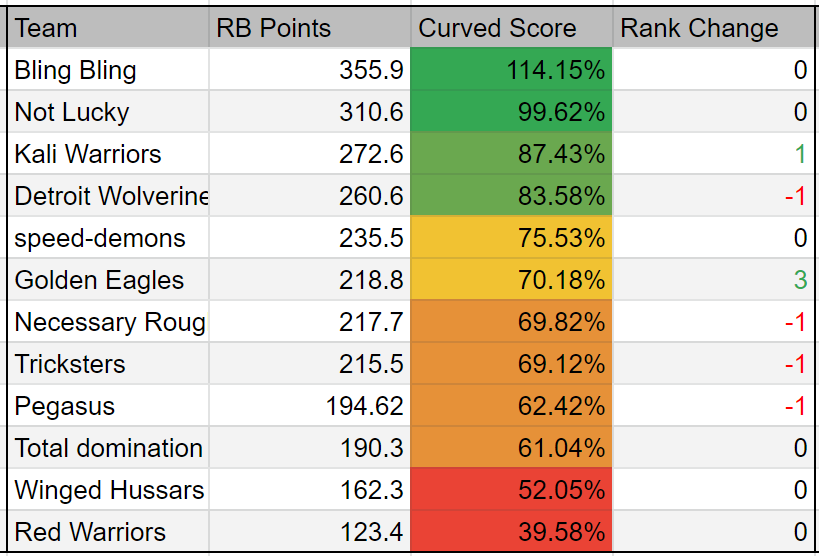 Team RB Points Curved Score Rank Change
Bling Bling 355.9 114.15% 0
Not Lucky 310.6 99.62% 0
Kali Warriors 272.6 87.43% 1
Detroit Wolverine 260.6 83.58% -1
speed-demons 235.5 75.53% 0
Golden Eagles 218.8 70.18% 3
Necessary Roug 217.7 69.82% -1
Tricksters 215.5 69.12% -1
Pegasus 194.62 62.42% -1
Total domination 190.3 61.04% 0
Winged Hussars 162.3 52.05% 0
Red Warriors 123.4 39.58% 0